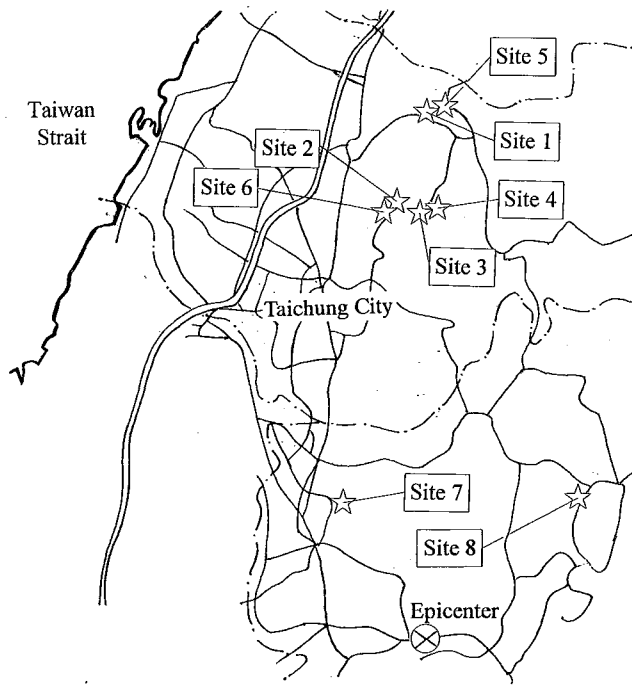 Site 5
Taiwan
Strait
Site 1
Site 2
Site 6
Site 4
Site 3
Taichung City
Site 7
Site 8
Epicenter